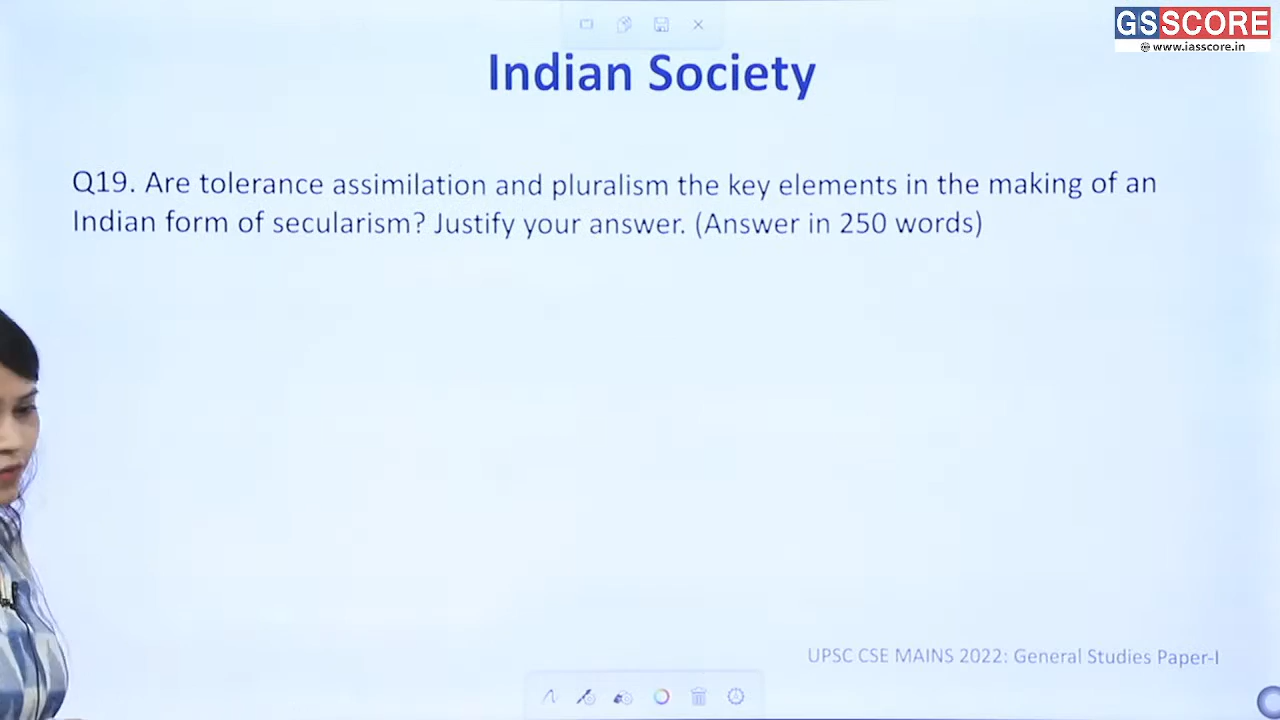 GSSCORE
www.iasscore.in
Indian Society
Q19. Are tolerance assimilation and pluralism the key elements in the making of an
Indian form of secularism? Justify your answer. (Answer in 250 words)
UPSC CSE MAINS 2022: General Studies Paper-I